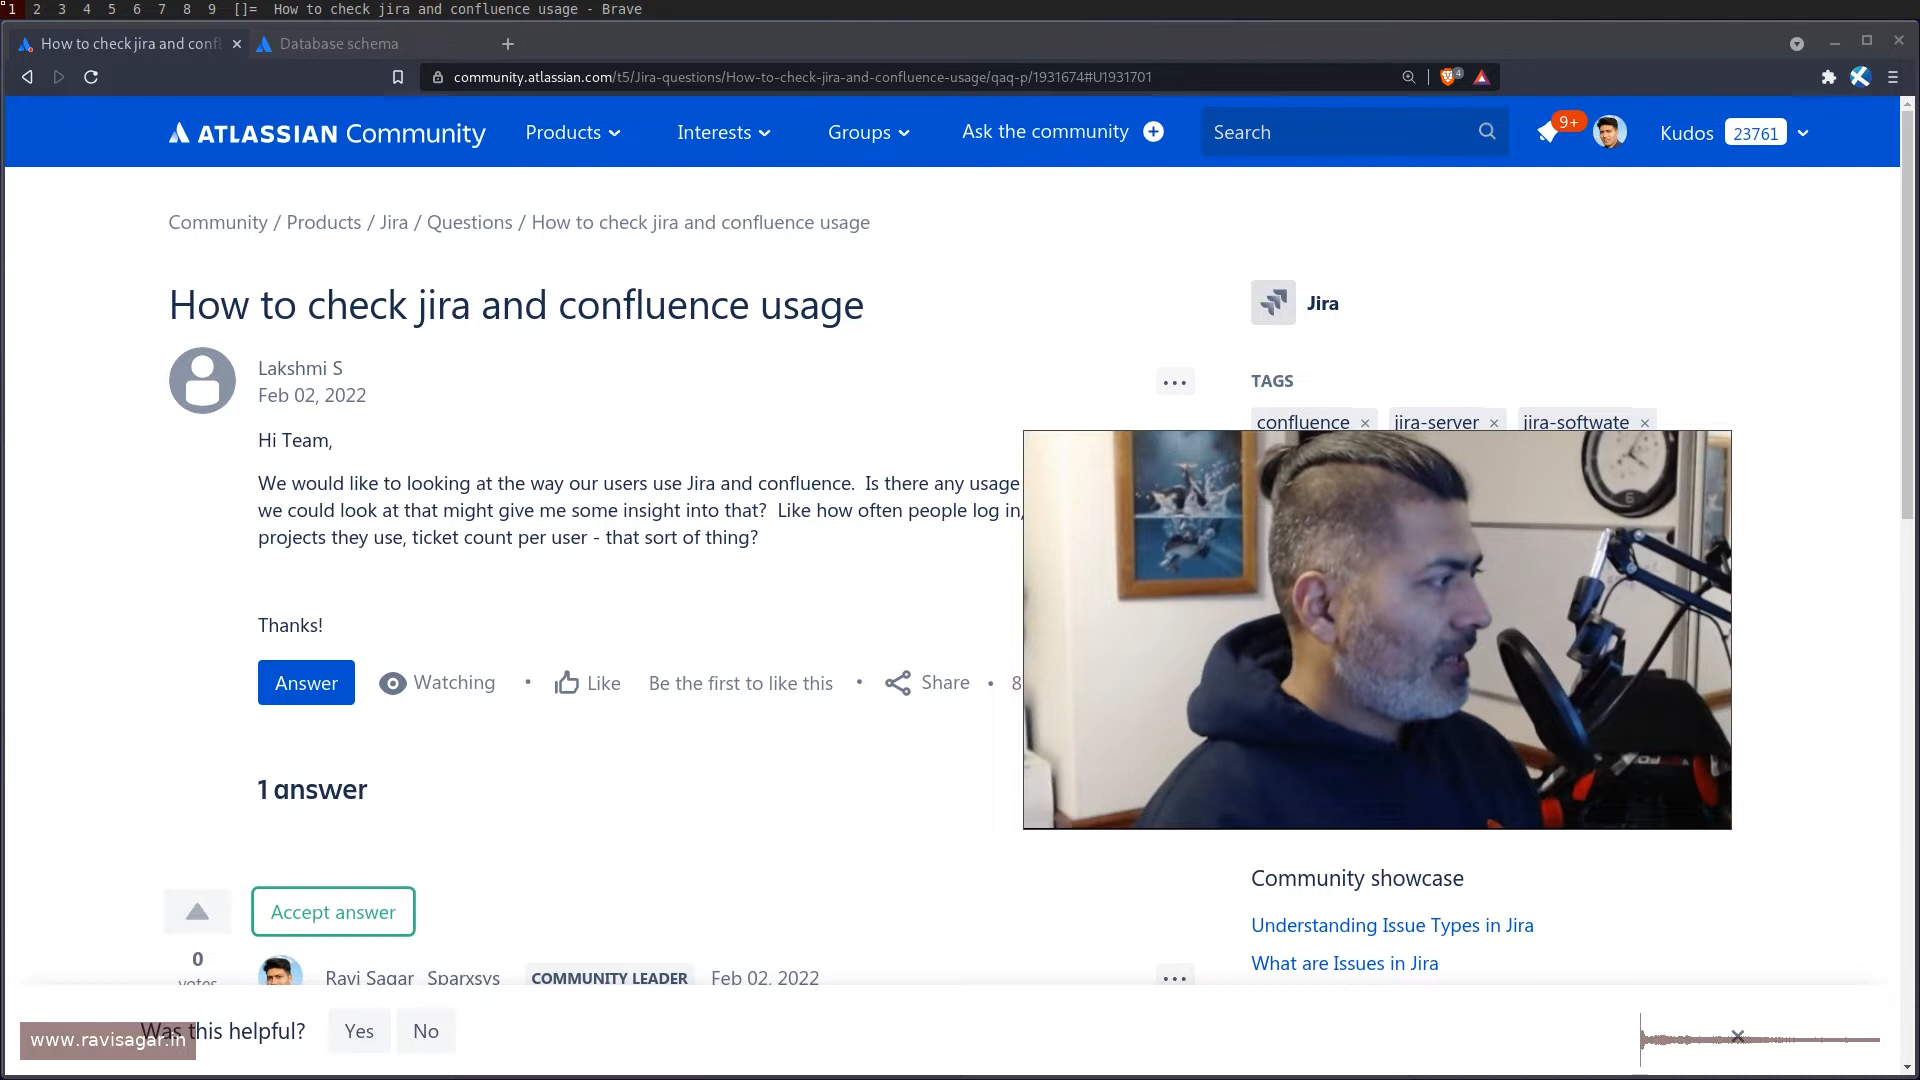 1 2 3 4 5 6 7 8 9 []= How to check jira and confluence usage - Brave
How to check jira and conf
Database schema
community.atlassian.com/t5/Jira-questions/How-to-check-jira-and-confluence-usage/qaq-p/1931674#U1931701
4
ATLASSIAN Community
Products
Interests
Groups
Ask the community
Search
9+
Kudos
23761
Community / Products / Jira / Questions / How to check jira and confluence usage
How to check jira and confluence usage
Jira
Lakshmi S
Feb 02, 2022
TAGS
confluence × jira-server × jira-softwate ×
Hi Team,
We would like to looking at the way our users use Jira and confluence. Is there any usage
we could look at that might give me some insight into that? Like how often people log in,
projects they use, ticket count per user - that sort of thing?
Thanks!
Answer
Watching
• Like
Be the first to like this
• Share
• 8
1 answer
Community showcase
Understanding Issue Types in Jira
What are Issues in Jira
Accept answer
0
votes
Ravi Sagar_Sparxsys
COMMUNITY LEADER
Feb 02, 2022
Was this helpful?
Yes
No
www.ravisagar.in